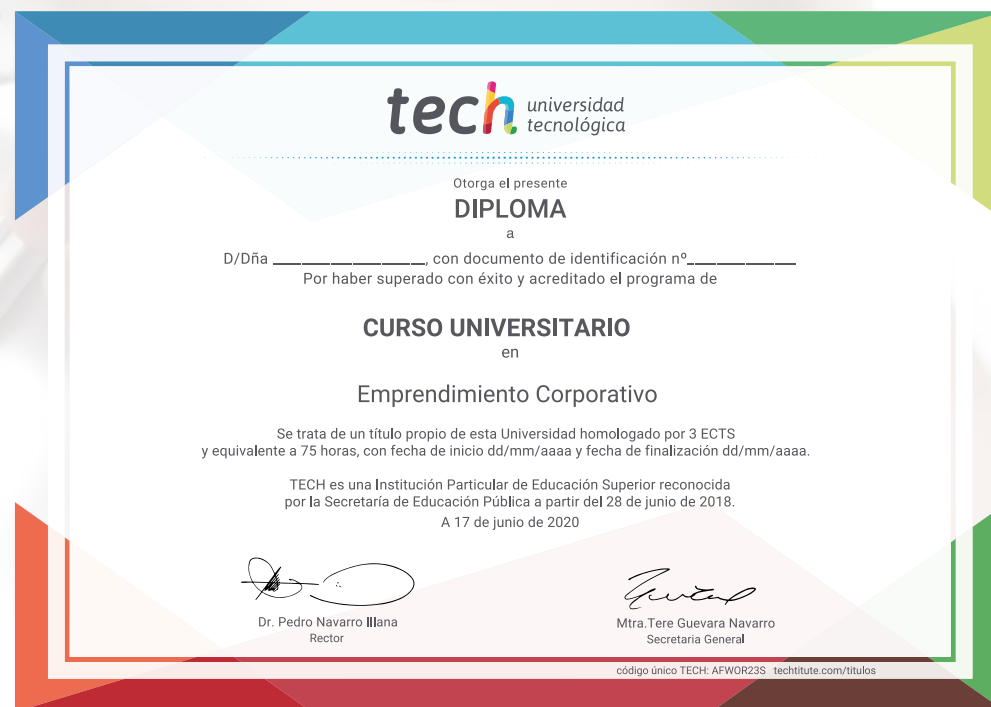 tech universidad
tecnológica
Otorga el presente
DIPLOMA
a
D/Dña ____________________, con documento de identificación nº______________
Por haber superado con éxito y acreditado el programa de
CURSO UNIVERSITARIO
en
Emprendimiento Corporativo
Se trata de un título propio de esta Universidad homologado por 3 ECTS
y equivalente a 75 horas, con fecha de inicio dd/mm/aaaa y fecha de finalización dd/mm/aaaa.
TECH es una Institución Particular de Educación Superior reconocida
por la Secretaría de Educación Pública a partir del 28 de junio de 2018.
A 17 de junio de 2020
Dr. Pedro Navarro Illana
Rector
Mtra.Tere Guevara Navarro
Secretaria General
código único TECH: AFWOR23S techtitute.com/titulos